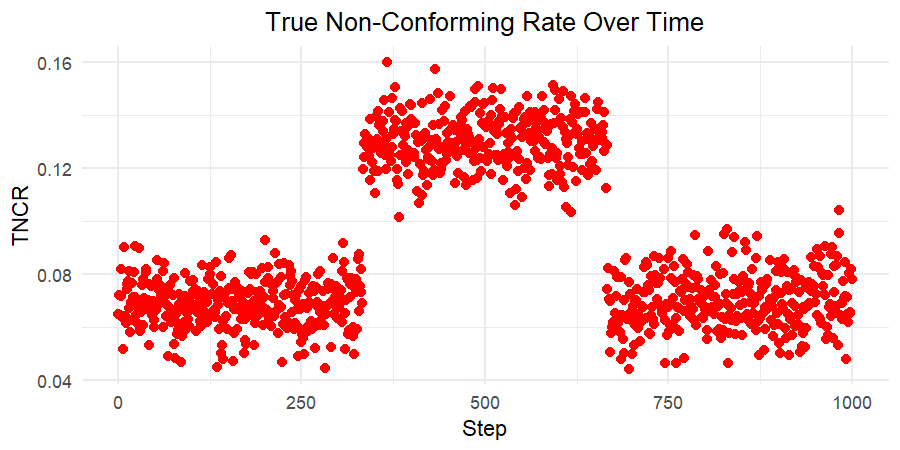 True Non-Conforming Rate Over Time
TNCR
0.16
0.12
0.08
0.04
0 250 500 750 1000
Step